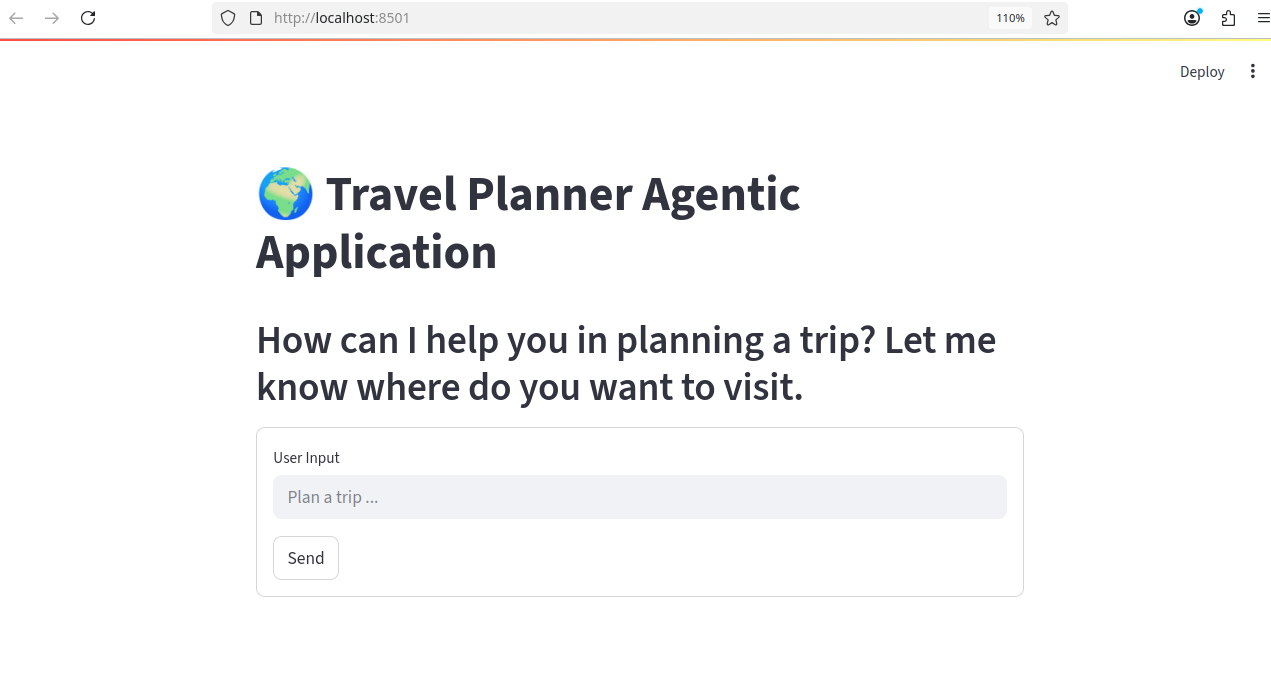 http://localhost:8501
110%
Deploy
🌍 Travel Planner Agentic
Application
How can I help you in planning a trip? Let me
know where do you want to visit.
User Input
Plan a trip ...
Send